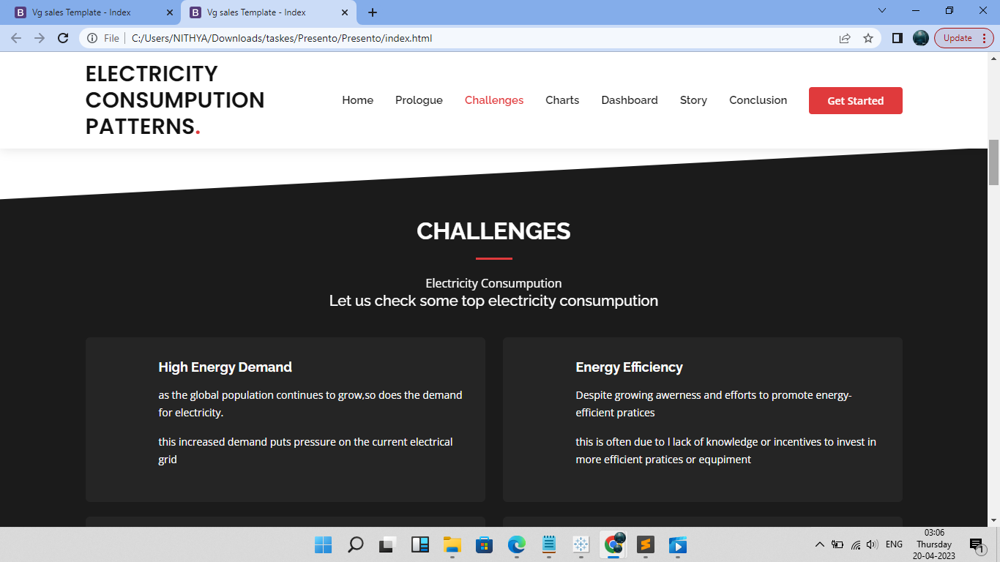 Vg sales Template - Index
Vg sales Template - Index
File
C:/Users/NITHYA/Downloads/taskes/Presento/Presento/index.html
Update
ELECTRICITY
CONSUMPUTION
PATTERNS.
Home Prologue Challenges Charts Dashboard Story Conclusion Get Started
CHALLENGES
Electricity Consumpution
Let us check some top electricity consumpution
High Energy Demand
as the global population continues to grow,so does the demand
for electricity.
this increased demand puts pressure on the current electrical
grid
Energy Efficiency
Despite growing awerness and efforts to promote energy-
efficient pratices
this is often due to l lack of knowledge or incentives to invest in
more efficient pratices or equpiment
ENG
03:06
Thursday
20-04-2023
1